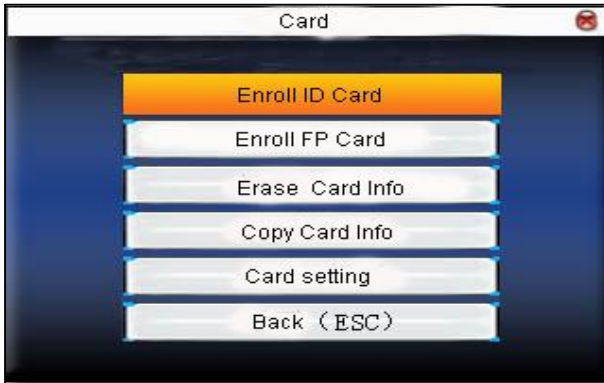 Card
Enroll ID Card
Enroll FP Card
Erase Card Info
Copy Card Info
Card setting
Back（ESC）